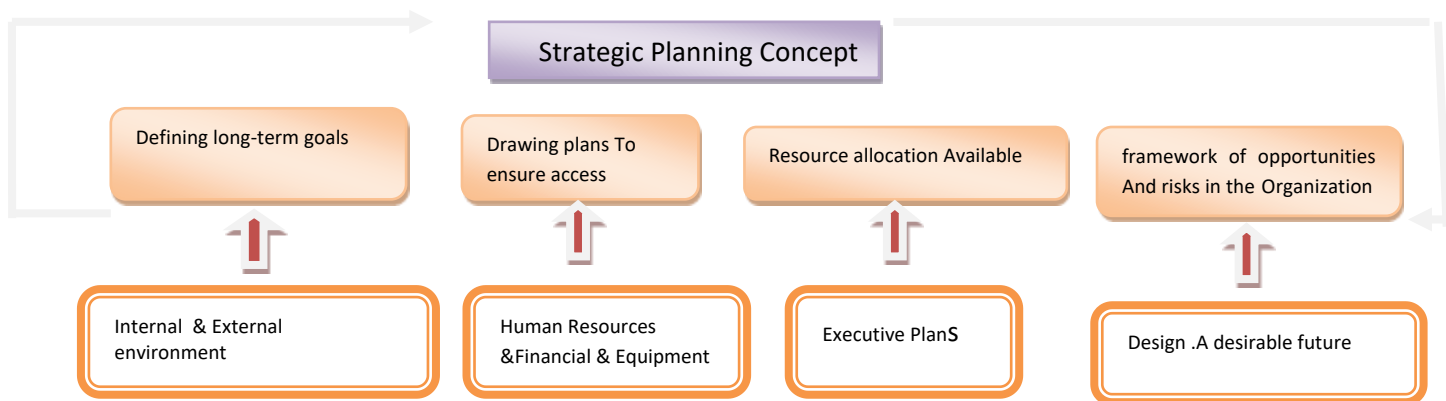 Strategic Planning Concept
Defining long-term goals
Drawing plans To
ensure access
Resource allocation Available
framework of opportunities
And risks in the Organization
Internal & External
environment
Human Resources
&Financial & Equipment
Executive PlanS
Design .A desirable future